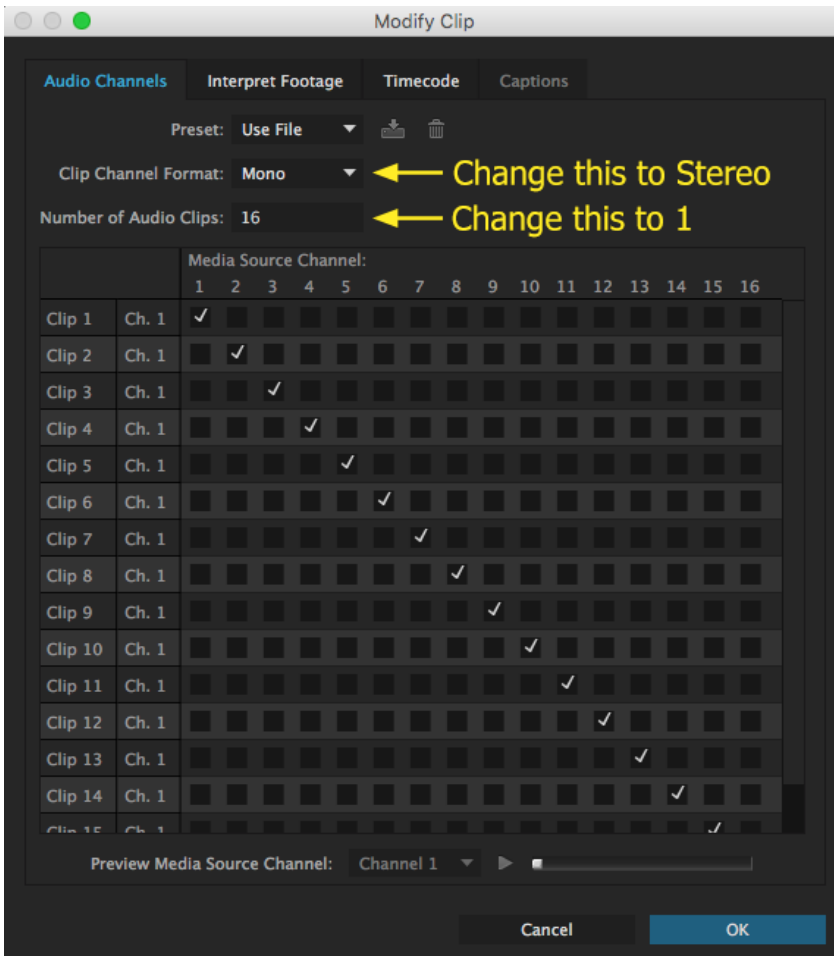 Modify Clip
Audio Channels Interpret Footage Timecode Captions
Preset: Use File
Clip Channel Format: Mono Change this to Stereo
Number of Audio Clips: 16 Change this to 1
Media Source Channel:
1 2 3 4 5 6 7 8 9 10 11 12 13 14 15 16
Clip 1 Ch. 1
Clip 2 Ch. 1
Clip 3 Ch. 1
Clip 4 Ch. 1
Clip 5 Ch. 1
Clip 6 Ch. 1
Clip 7 Ch. 1
Clip 8 Ch. 1
Clip 9 Ch. 1
Clip 10 Ch. 1
Clip 11 Ch. 1
Clip 12 Ch. 1
Clip 13 Ch. 1
Clip 14 Ch. 1
Clip 15 Ch. 1
Preview Media Source Channel: Channel 1
Cancel OK